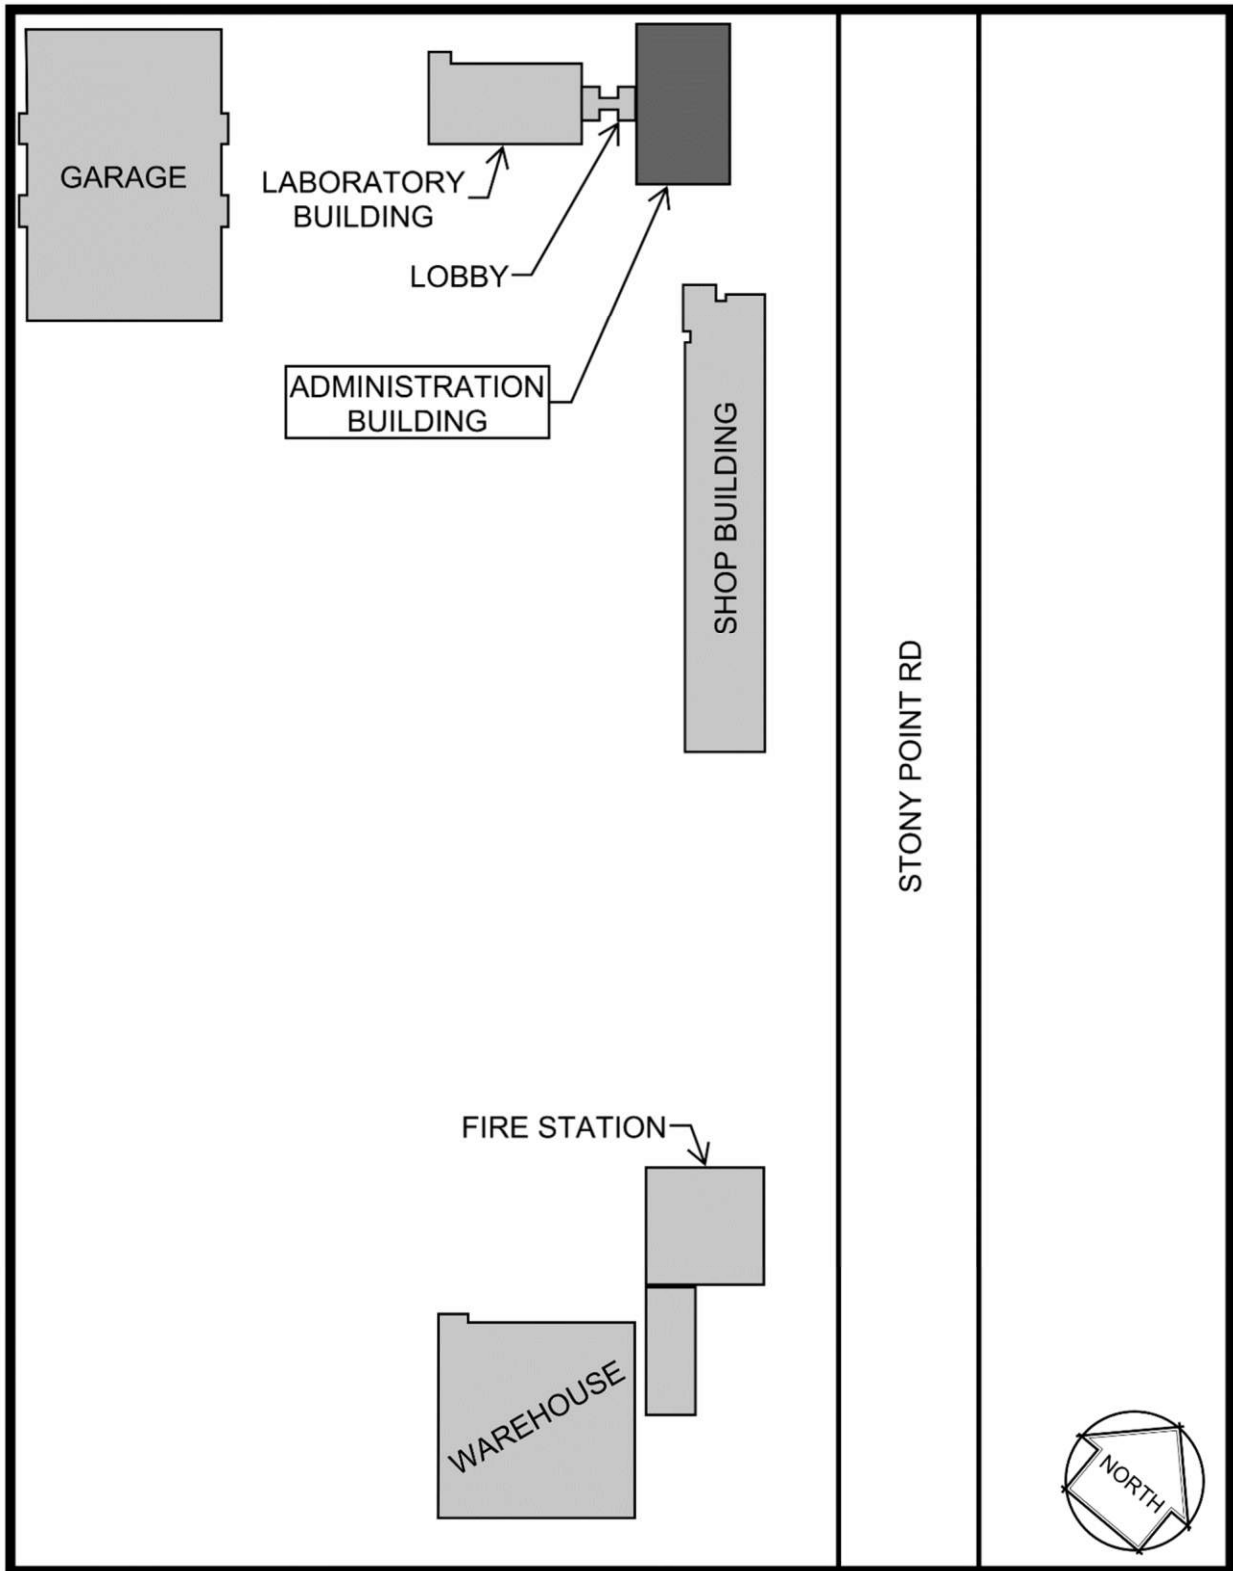 GARAGE
LABORATORY
BUILDING
LOBBY
ADMINISTRATION
BUILDING
SHOP BUILDING
STONY POINT RD
FIRE STATION
WAREHOUSE
NORTH